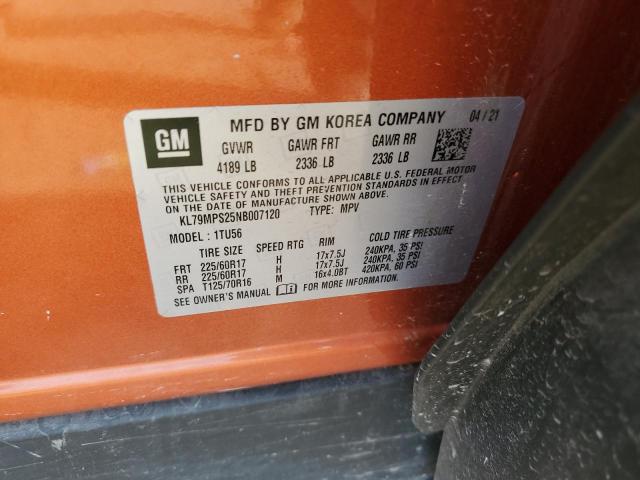 GM MFD BY GM KOREA COMPANY 04/21
GVWR GAWR FRT GAWR RR
4189 LB 2336 LB 2336 LB
THIS VEHICLE CONFORMS TO ALL APPLICABLE U.S. FEDERAL MOTOR
VEHICLE SAFETY AND THEFT PREVENTION STANDARDS IN EFFECT
ON THE DATE OF MANUFACTURE SHOWN ABOVE.
KL79MPS25NB007120 TYPE: MPV
MODEL: 1TU56
TIRE SIZE SPEED RTG RIM COLD TIRE PRESSURE
FRT 225/60R17 H 17x7.5J 240KPA, 35 PSI
RR 225/60R17 H 17x7.5J 240KPA, 35 PSI
SPA T125/70R16 M 16x4.0BT 420KPA, 60 PSI
SEE OWNER'S MANUAL FOR MORE INFORMATION.